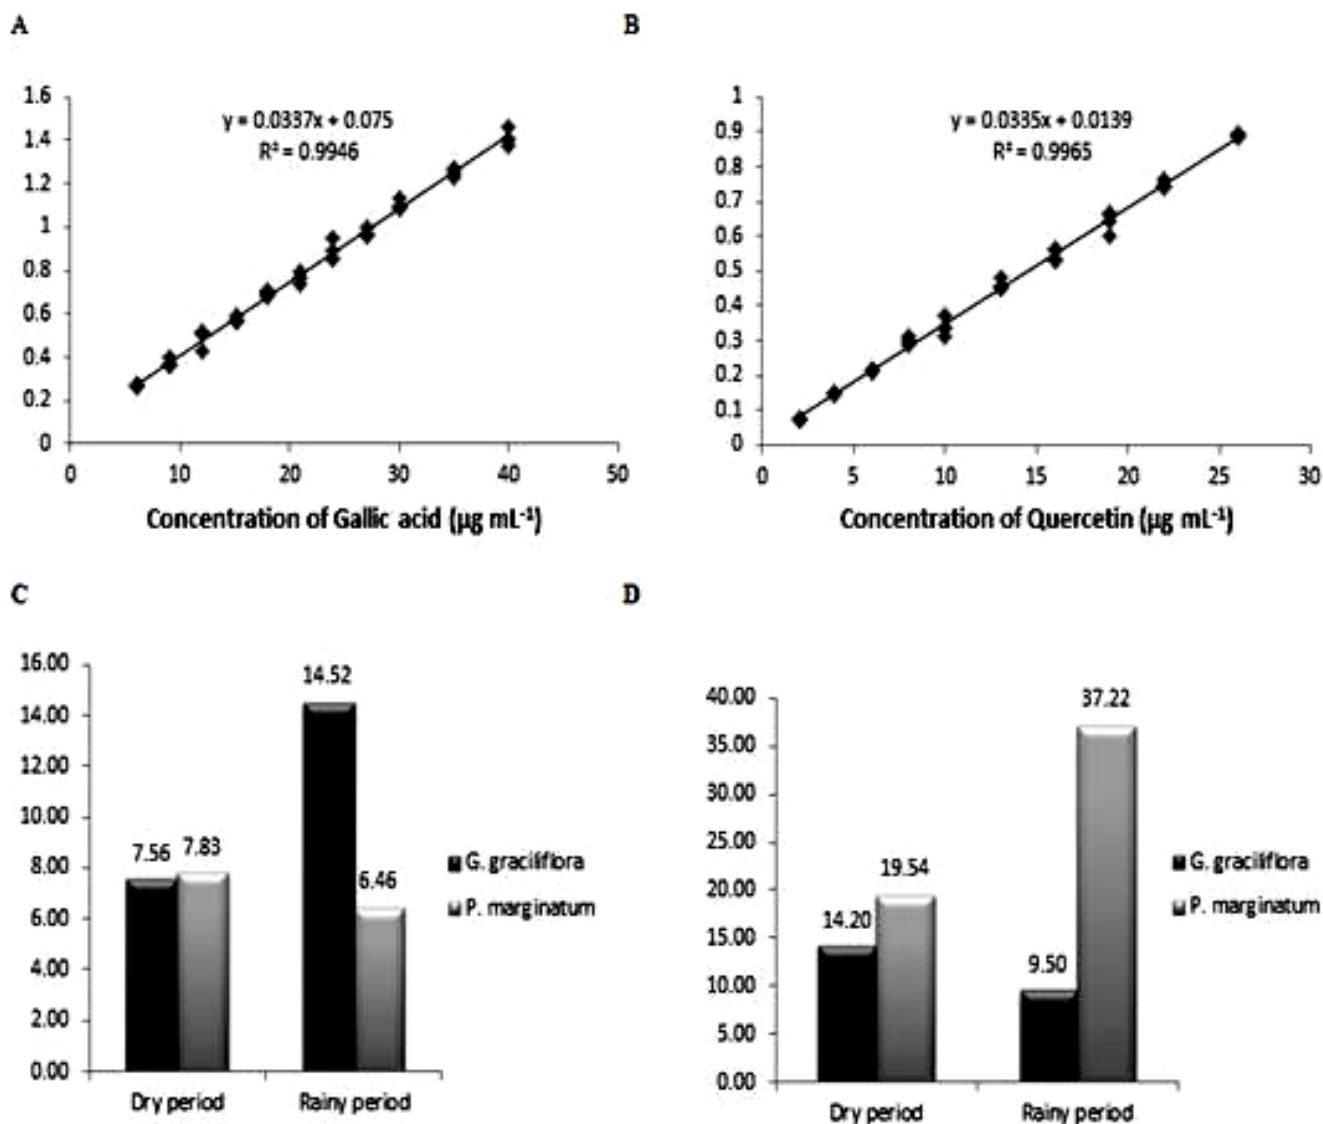 A
1.6
1.4
1.2
1
0.8
0.6
0.4
0.2
0
y = 0.0337x + 0.075
R² = 0.9946
0 10 20 30 40 50
Concentration of Gallic acid (µg mL⁻¹)
B
1
0.9
0.8
0.7
0.6
0.5
0.4
0.3
0.2
0.1
0
y = 0.0335x + 0.0139
R² = 0.9965
0 5 10 15 20 25 30
Concentration of Quercetin (µg mL⁻¹)
C
16.00
14.00
12.00
10.00
8.00
6.00
4.00
2.00
0.00
7.56 7.83
14.52
6.46
Dry period Rainy period
G. graciliflora
P. marginatum
D
40.00
35.00
30.00
25.00
20.00
15.00
10.00
5.00
0.00
14.20
19.54
9.50
37.22
Dry period Rainy period
G. graciliflora
P. marginatum